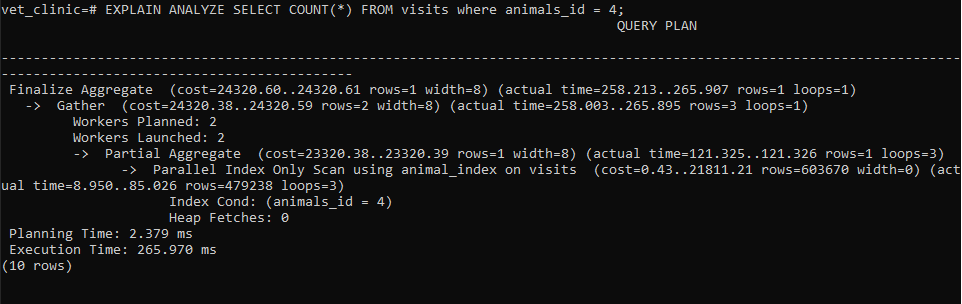 vet_clinic=# EXPLAIN ANALYZE SELECT COUNT(*) FROM visits where animals_id = 4;
QUERY PLAN
------------------------------------------------------------------------------------------------------------------------
--------------------------------------------
Finalize Aggregate  (cost=24320.60..24320.61 rows=1 width=8) (actual time=258.213..265.907 rows=1 loops=1)
  ->  Gather  (cost=24320.38..24320.59 rows=2 width=8) (actual time=258.003..265.895 rows=3 loops=1)
        Workers Planned: 2
        Workers Launched: 2
        ->  Partial Aggregate  (cost=23320.38..23320.39 rows=1 width=8) (actual time=121.325..121.326 rows=1 loops=3)
              ->  Parallel Index Only Scan using animal_index on visits  (cost=0.43..21811.21 rows=603670 width=0) (act
ual time=8.950..85.026 rows=479238 loops=3)
                    Index Cond: (animals_id = 4)
                    Heap Fetches: 0
Planning Time: 2.379 ms
Execution Time: 265.970 ms
(10 rows)